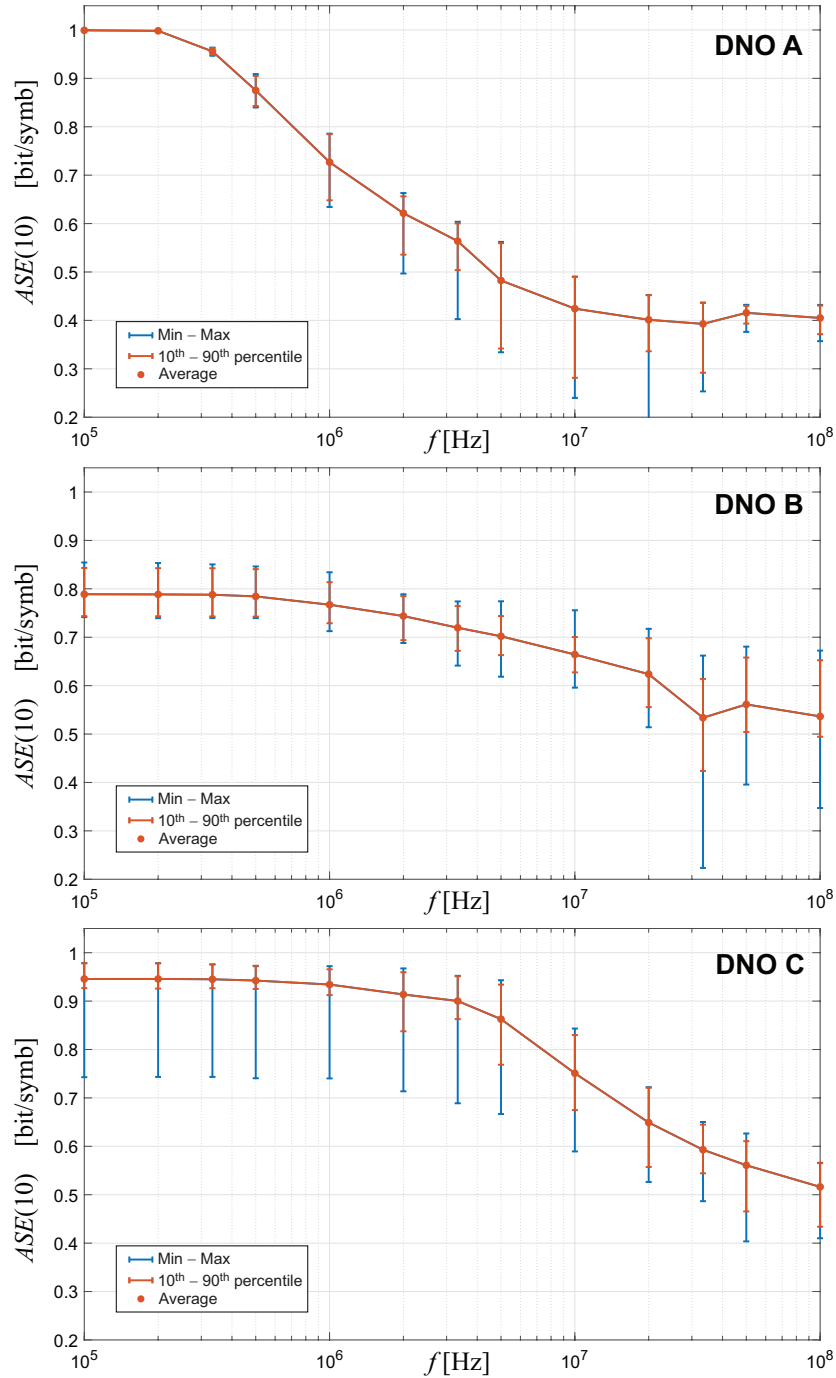 DNO A
ASE(10) [bit/symb]
1
0.9
0.8
0.7
0.6
0.5
0.4
0.3
0.2
Min – Max
10th – 90th percentile
Average
10^5
10^6
10^7
10^8
f [Hz]
DNO B
ASE(10) [bit/symb]
1
0.9
0.8
0.7
0.6
0.5
0.4
0.3
0.2
Min – Max
10th – 90th percentile
Average
10^5
10^6
10^7
10^8
f [Hz]
DNO C
ASE(10) [bit/symb]
1
0.9
0.8
0.7
0.6
0.5
0.4
0.3
0.2
Min – Max
10th – 90th percentile
Average
10^5
10^6
10^7
10^8
f [Hz]